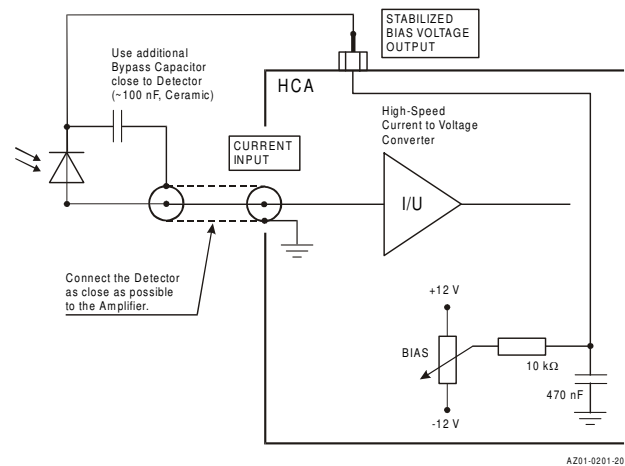 STABILIZED
BIAS VOLTAGE
OUTPUT
Use additional
Bypass Capacitor
close to Detector
(~100 nF, Ceramic)
HCA
High-Speed
Current to Voltage
Converter
CURRENT
INPUT
I/U
Connect the Detector
as close as possible
to the Amplifier.
+12 V
BIAS
10 kΩ
470 nF
-12 V
AZ01-0201-20